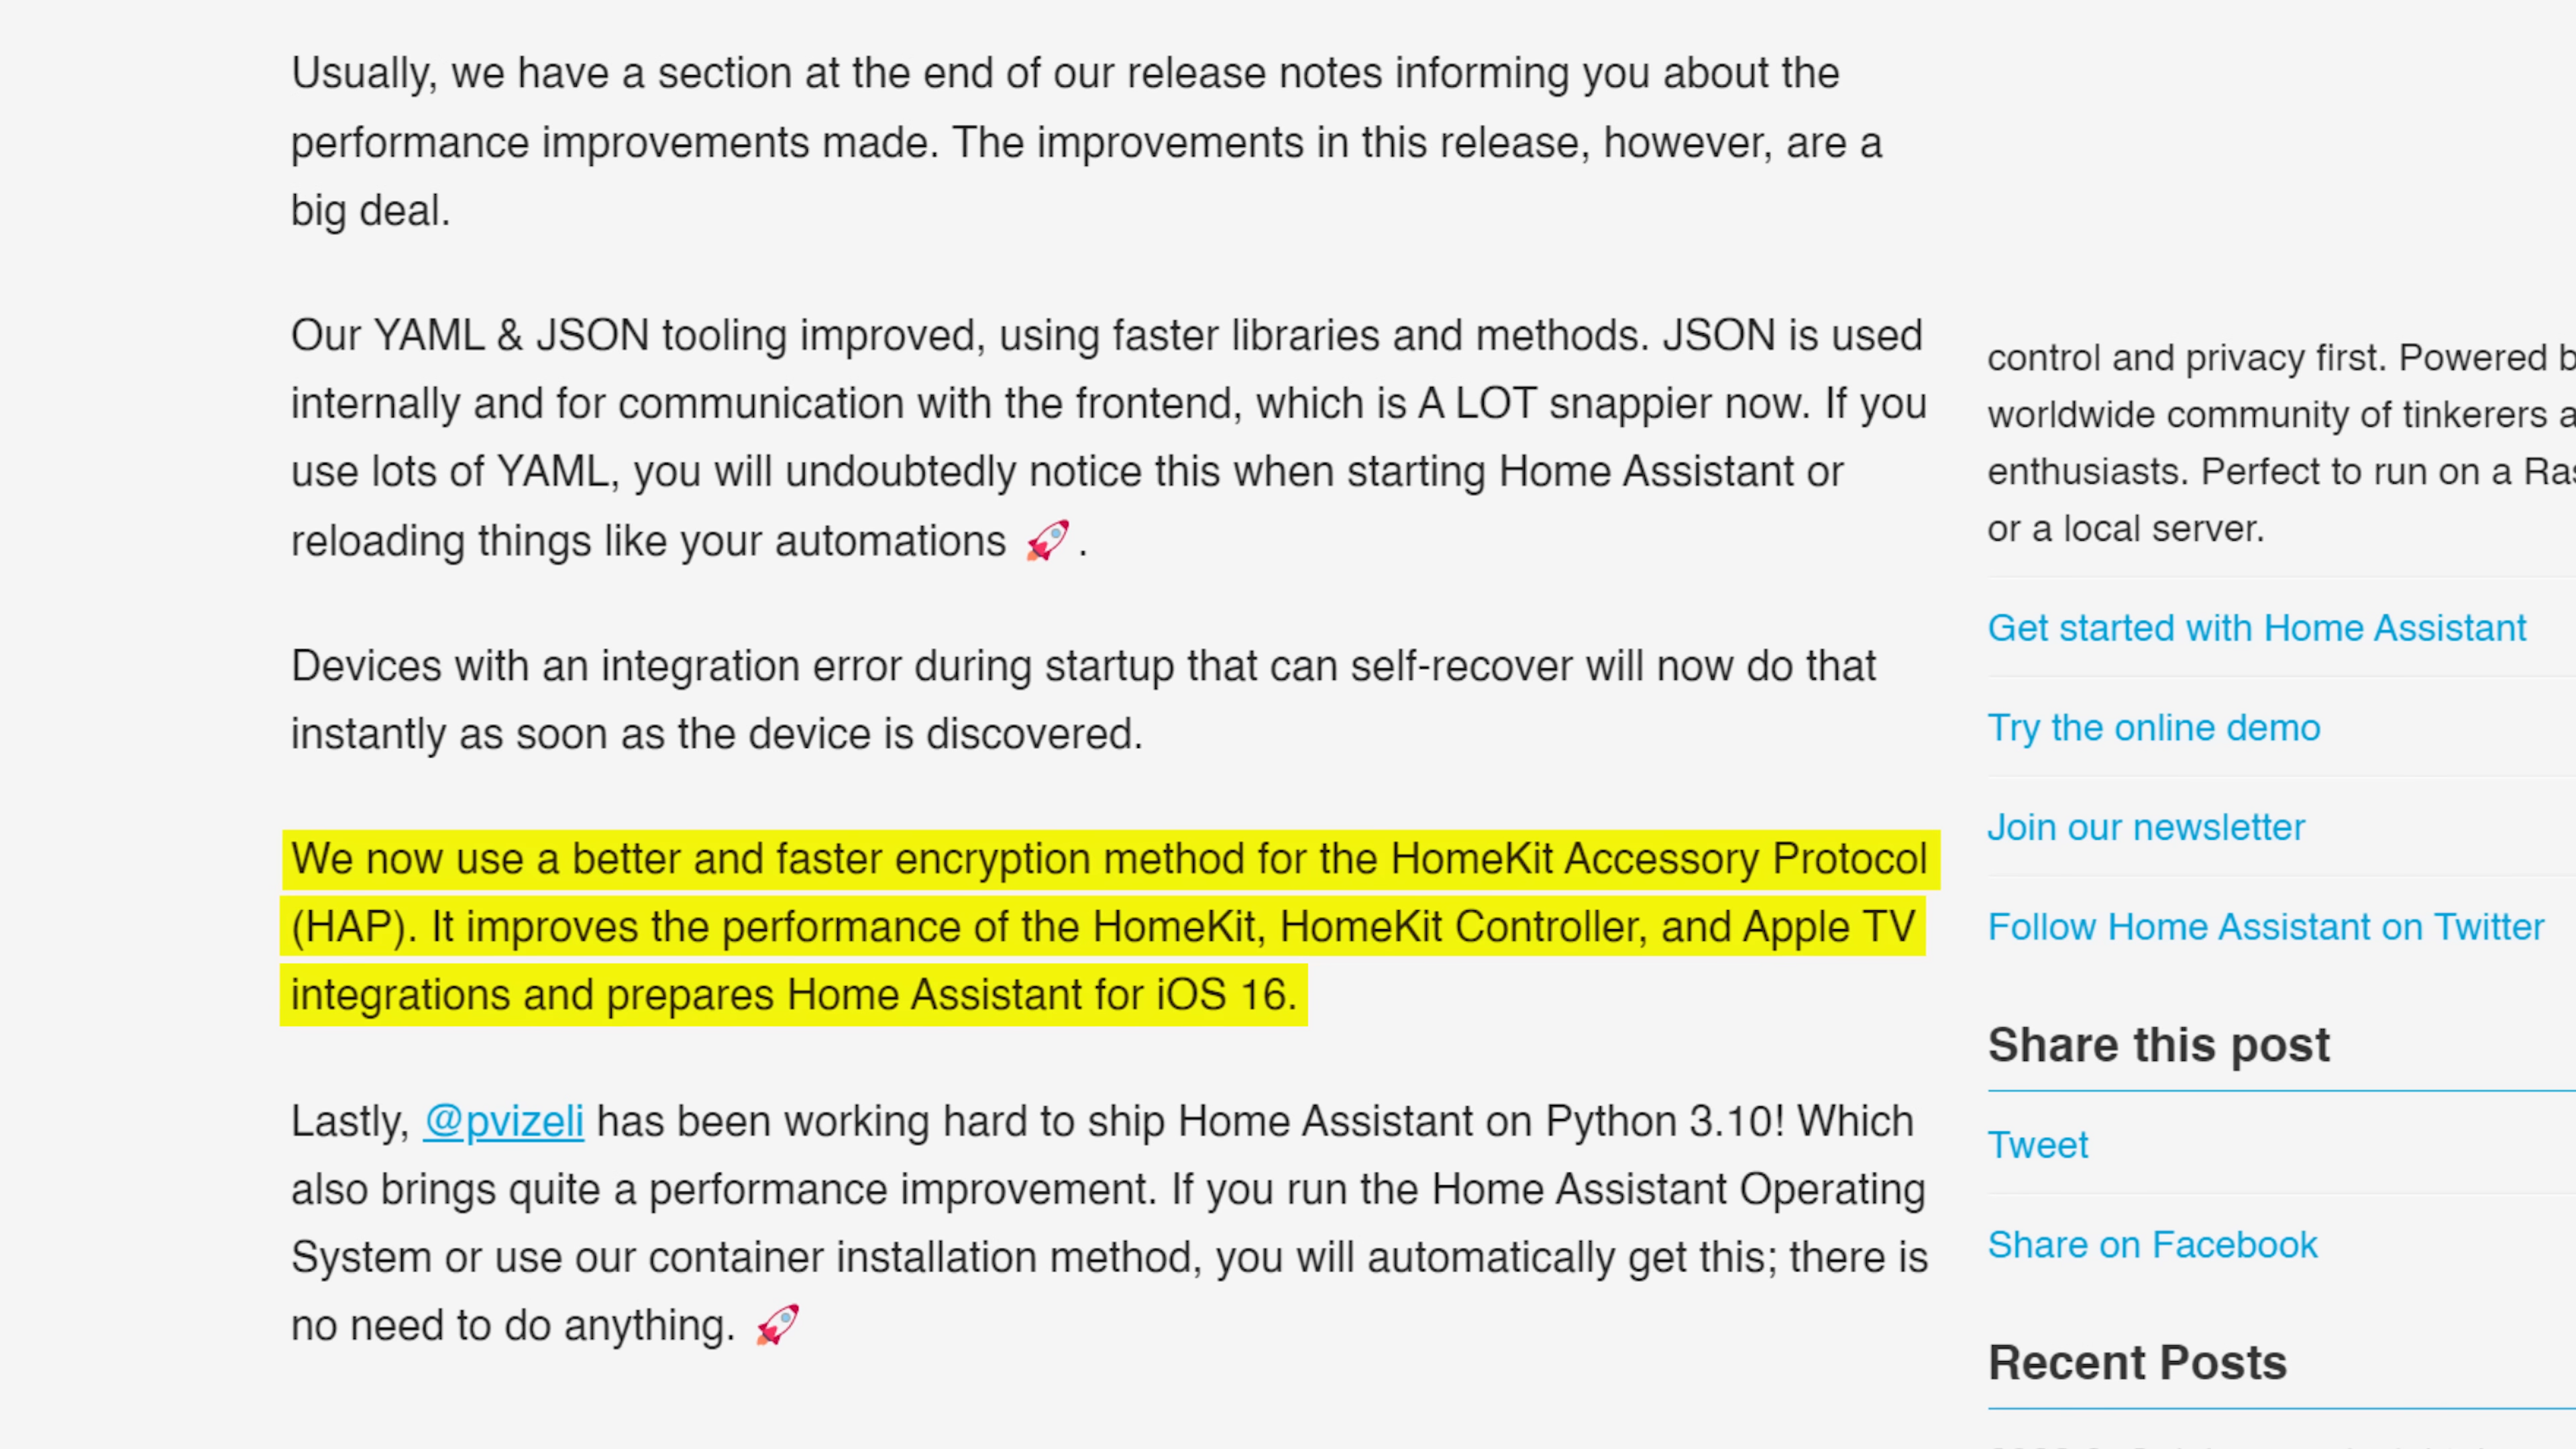 Usually, we have a section at the end of our release notes informing you about the
performance improvements made. The improvements in this release, however, are a
big deal.
Our YAML & JSON tooling improved, using faster libraries and methods. JSON is used
internally and for communication with the frontend, which is A LOT snappier now. If you
use lots of YAML, you will undoubtedly notice this when starting Home Assistant or
reloading things like your automations 🚀.
Devices with an integration error during startup that can self-recover will now do that
instantly as soon as the device is discovered.
We now use a better and faster encryption method for the HomeKit Accessory Protocol
(HAP). It improves the performance of the HomeKit, HomeKit Controller, and Apple TV
integrations and prepares Home Assistant for iOS 16.
Lastly, @pvizeli has been working hard to ship Home Assistant on Python 3.10! Which
also brings quite a performance improvement. If you run the Home Assistant Operating
System or use our container installation method, you will automatically get this; there is
no need to do anything. 🚀
control and privacy first. Powered
worldwide community of tinkerers
enthusiasts. Perfect to run on a
or a local server.
Get started with Home Assistant
Try the online demo
Join our newsletter
Follow Home Assistant on Twitter
Share this post
Tweet
Share on Facebook
Recent Posts